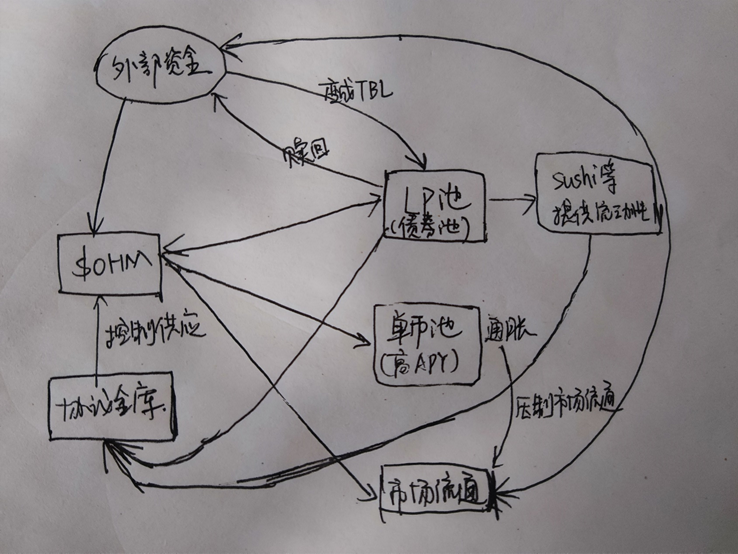 外部资金
变成TBL
赎回
LP池
(债券池)
sushi等
提供流动性
$OHM
控制供应
单币池
(高APY)
通胀
压制市场流通
协议金库
市场流通